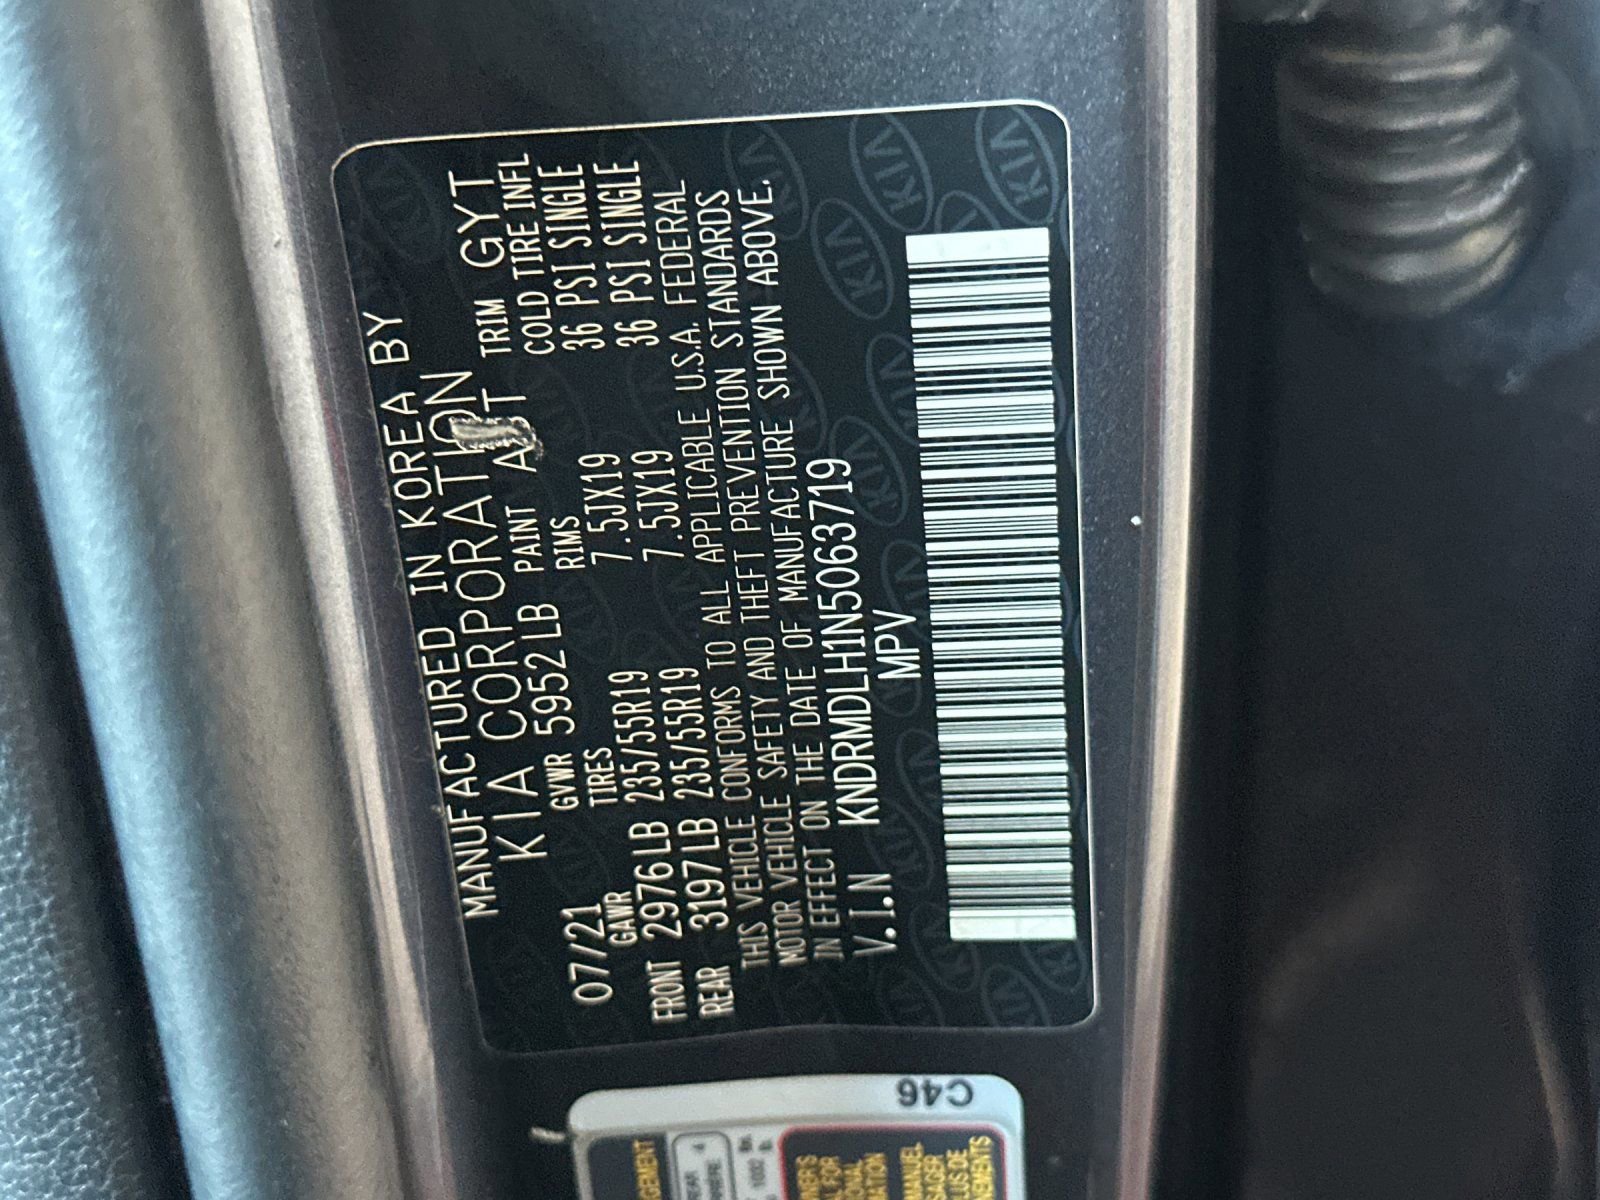 MANUFACTURED IN KOREA BY
KIA CORPORATION
07/21 GVWR 5952 LB PAINT TRIM GYT
GAWR TIRES RIMS COLD TIRE INFL
FRONT 2976 LB 235/55R19 7.5JX19 36 PSI SINGLE
REAR 3197 LB 235/55R19 7.5JX19 36 PSI SINGLE
THIS VEHICLE CONFORMS TO ALL APPLICABLE U.S.A. FEDERAL
MOTOR VEHICLE SAFETY AND THEFT PREVENTION STANDARDS
IN EFFECT ON THE DATE OF MANUFACTURE SHOWN ABOVE.
V.I.N KNDRMDLH1N5063719
MPV
KIA
C46